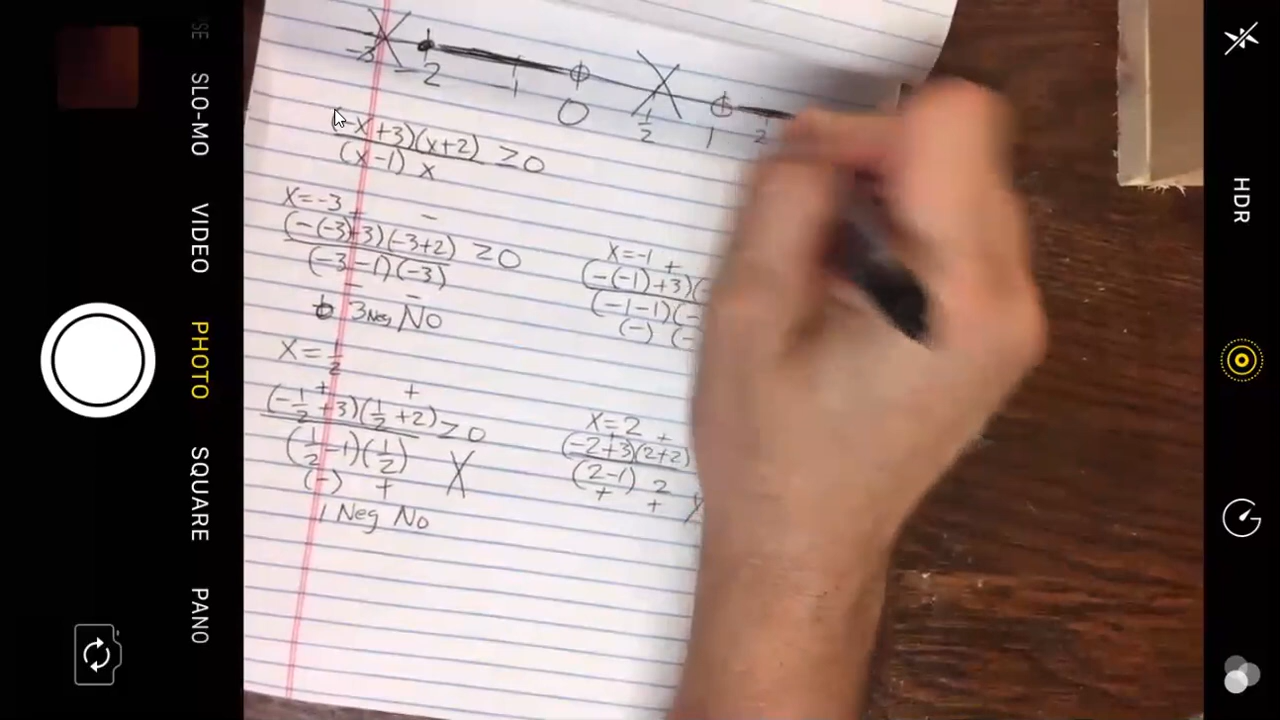 SE
SLO-MO
VIDEO
PHOTO
SQUARE
PANO
HDR
-3 -2 -1 0 1/2 1 2
(-x+3)(x+2)
(x-1) x
≥0
x=-3
- -
(-(-3)+3)(-3+2)
(-3-1)(-3)
≥0
- -
3 Neg No
x=-1
+
(-(-1)+3)(-
(-1-1)(-
(-) (-
x=1/2
+ +
(-1/2+3)(1/2+2)
(1/2-1)(1/2)
≥0
(-) +
X
1 Neg No
x=2
+ +
(-2+3)(2+2)
(2-1) 2
+ +